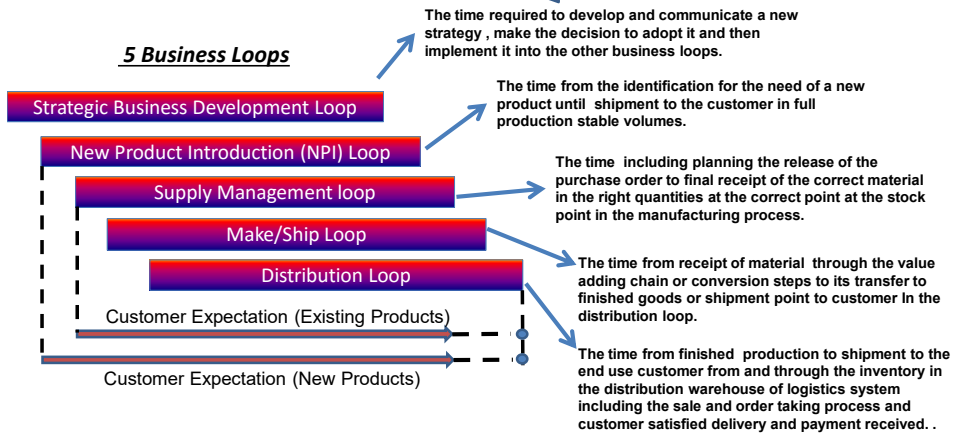 The time required to develop and communicate a new
strategy , make the decision to adopt it and then
implement it into the other business loops.
5 Business Loops
Strategic Business Development Loop
The time from the identification for the need of a new
product until shipment to the customer in full
production stable volumes.
New Product Introduction (NPI) Loop
The time including planning the release of the
purchase order to final receipt of the correct material
in the right quantities at the correct point at the stock
point in the manufacturing process.
Supply Management loop
Make/Ship Loop
The time from receipt of material through the value
adding chain or conversion steps to its transfer to
finished goods or shipment point to customer In the
distribution loop.
Distribution Loop
Customer Expectation (Existing Products)
Customer Expectation (New Products)
The time from finished production to shipment to the
end use customer from and through the inventory in
the distribution warehouse of logistics system
including the sale and order taking process and
customer satisfied delivery and payment received. .